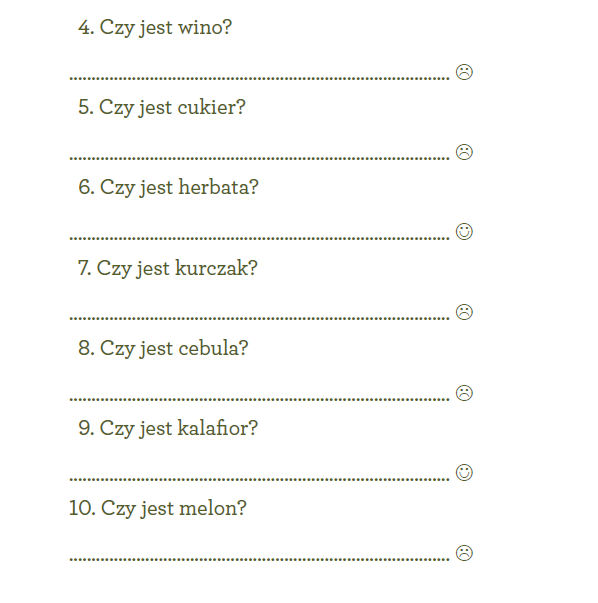 4. Czy jest wino?
.................................................................................... ☹
5. Czy jest cukier?
.................................................................................... ☹
6. Czy jest herbata?
.................................................................................... ☺
7. Czy jest kurczak?
.................................................................................... ☹
8. Czy jest cebula?
.................................................................................... ☹
9. Czy jest kalafior?
.................................................................................... ☺
10. Czy jest melon?
.................................................................................... ☹